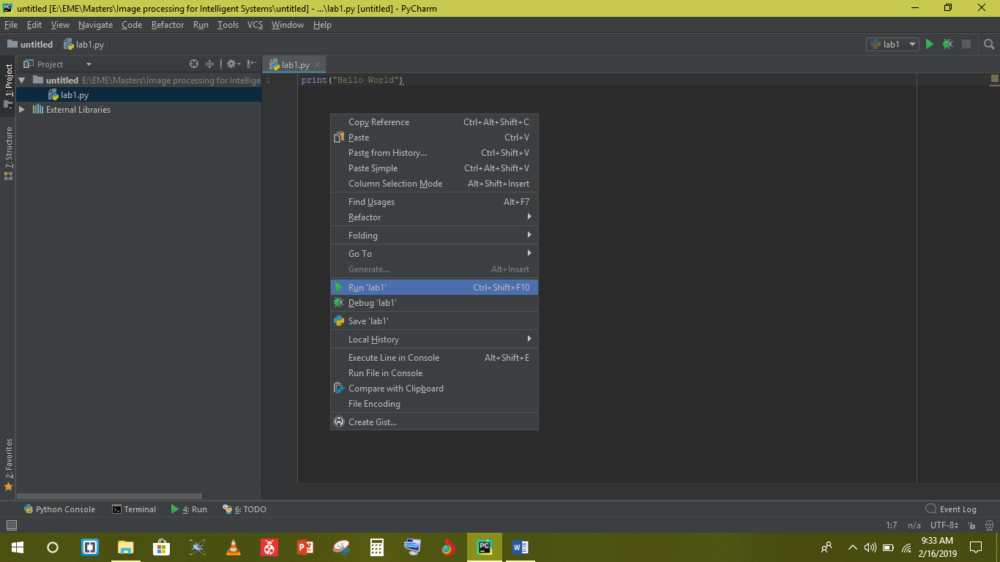 untitled [E:\EME\Masters\Image processing for Intelligent Systems\untitled] - ...\lab1.py [untitled] - PyCharm
File Edit View Navigate Code Refactor Run Tools VCS Window Help
untitled lab1.py lab1
1: Project
Project
lab1.py
untitled E:\EME\Masters\Image processing for Intellige
lab1.py
External Libraries
7: Structure
2: Favorites
1 print("Hello World")
Copy Reference Ctrl+Alt+Shift+C
Paste Ctrl+V
Paste from History... Ctrl+Shift+V
Paste Simple Ctrl+Alt+Shift+V
Column Selection Mode Alt+Shift+Insert
Find Usages Alt+F7
Refactor
Folding
Go To
Generate... Alt+Insert
Run 'lab1' Ctrl+Shift+F10
Debug 'lab1'
Save 'lab1'
Local History
Execute Line in Console Alt+Shift+E
Run File in Console
Compare with Clipboard
File Encoding
Create Gist...
Python Console Terminal 4: Run 6: TODO Event Log
1:7 n/a UTF-8
PC
9:33 AM
2/16/2019